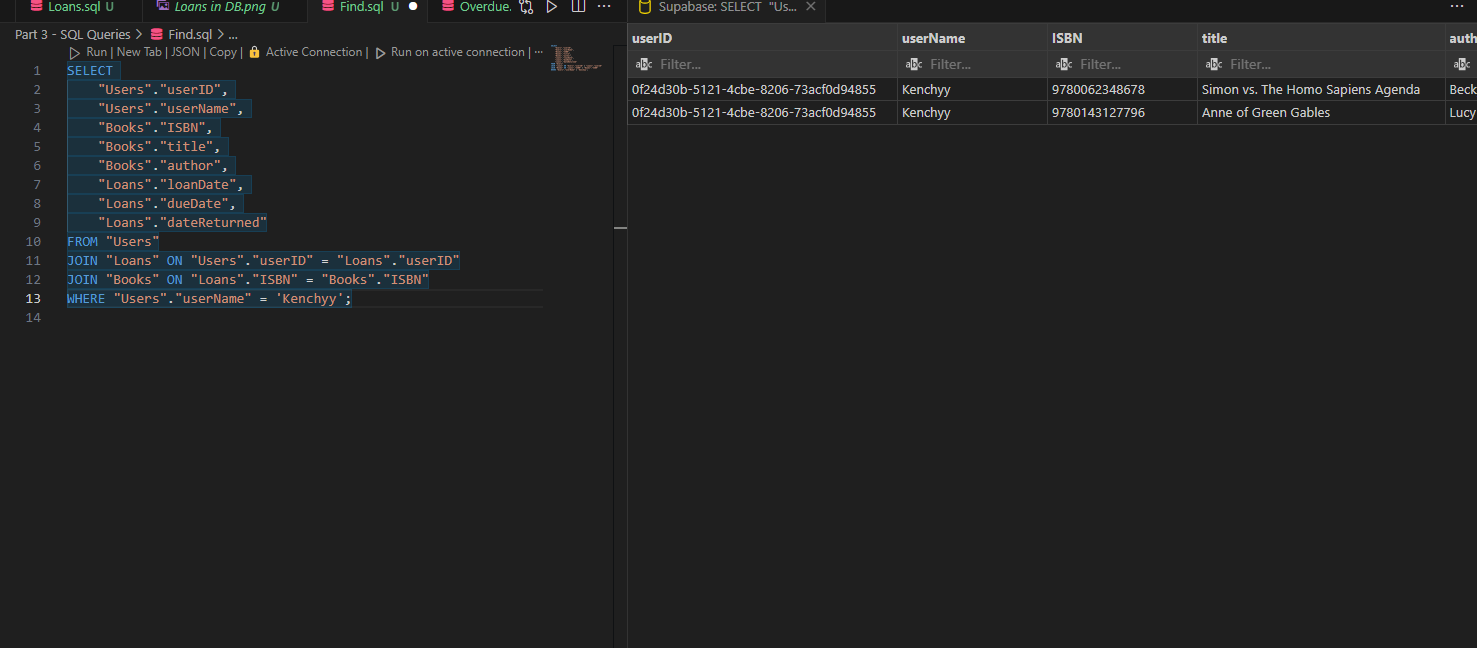 Loans.sql U
Loans in DB.png U
Find.sql U
Overdue.
Supabase: SELECT "Us...
Part 3 - SQL Queries > Find.sql > ...
Run | New Tab | JSON | Copy | Active Connection | Run on active connection | ...
1 SELECT
2 "Users"."userID",
3 "Users"."userName",
4 "Books"."ISBN",
5 "Books"."title",
6 "Books"."author",
7 "Loans"."loanDate",
8 "Loans"."dueDate",
9 "Loans"."dateReturned"
10 FROM "Users"
11 JOIN "Loans" ON "Users"."userID" = "Loans"."userID"
12 JOIN "Books" ON "Loans"."ISBN" = "Books"."ISBN"
13 WHERE "Users"."userName" = 'Kenchyy';
14
userID userName ISBN title auth
abc Filter... abc Filter... abc Filter... abc Filter... abc
0f24d30b-5121-4cbe-8206-73acf0d94855 Kenchyy 9780062348678 Simon vs. The Homo Sapiens Agenda Beck
0f24d30b-5121-4cbe-8206-73acf0d94855 Kenchyy 9780143127796 Anne of Green Gables Lucy